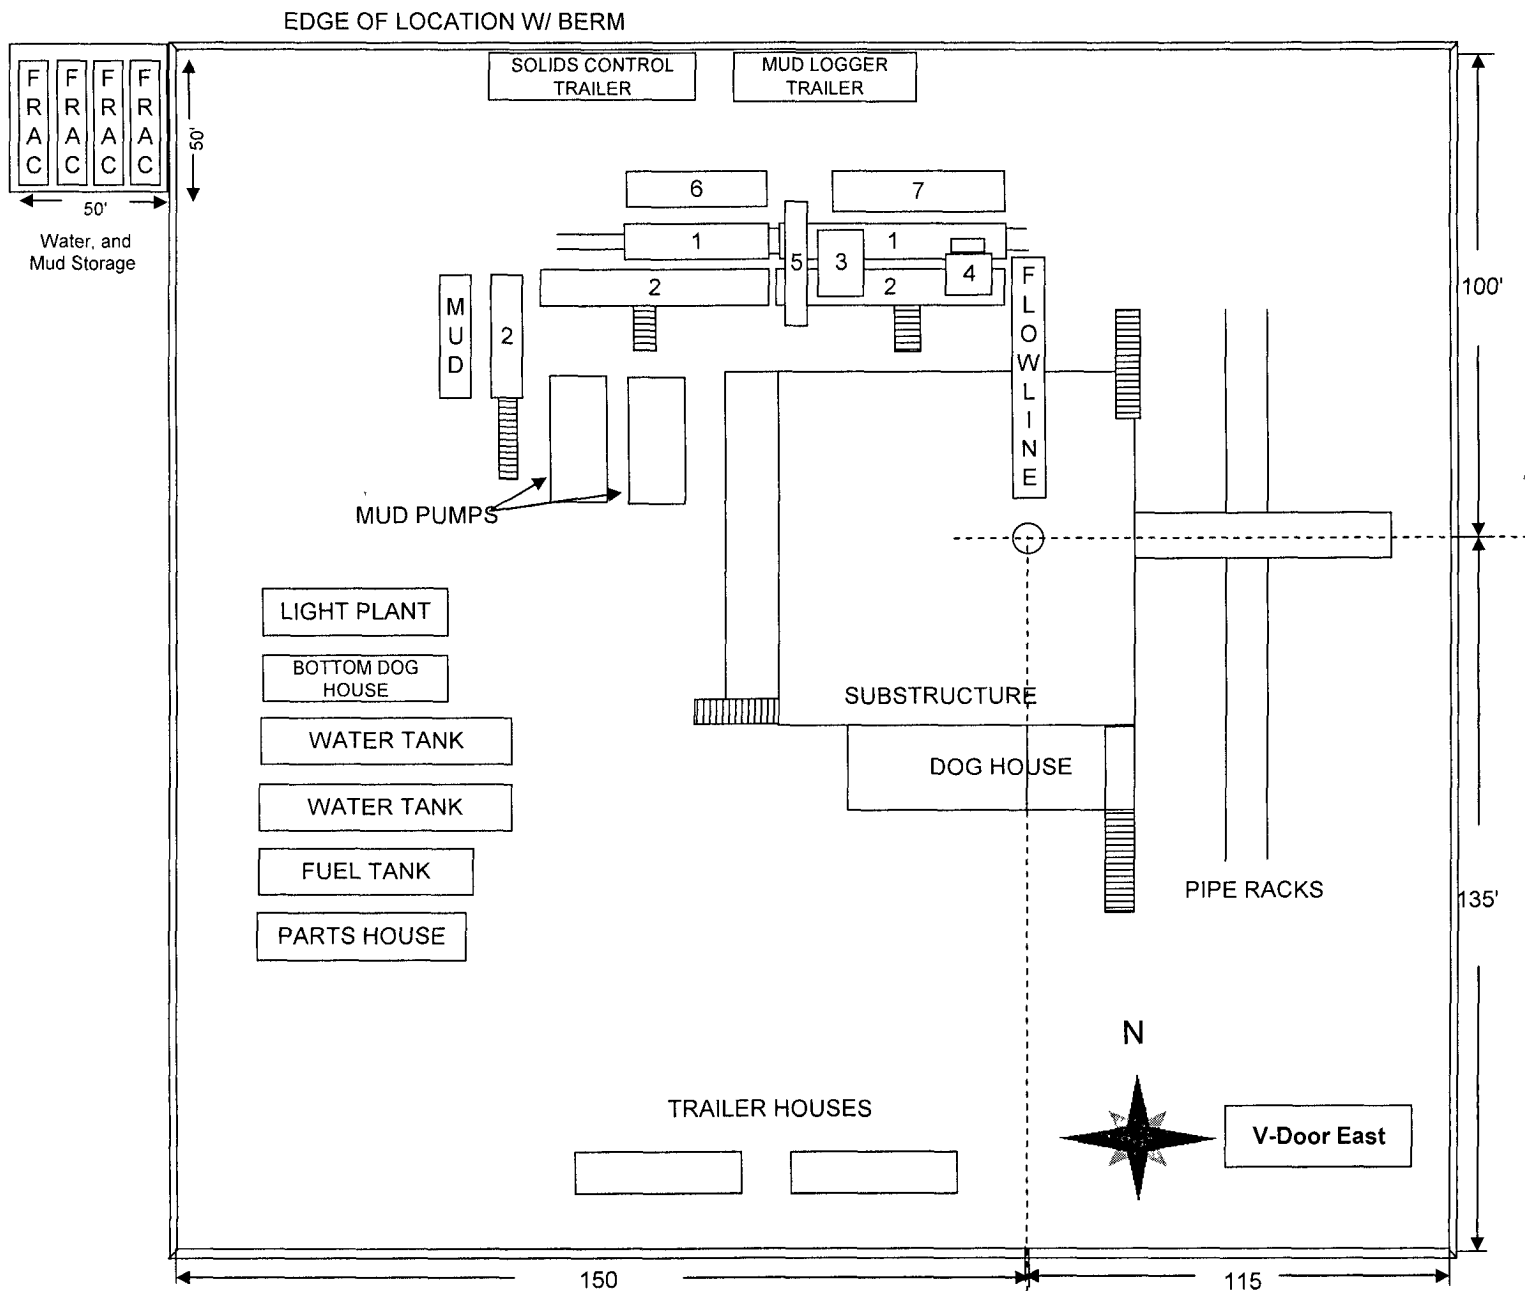 EDGE OF LOCATION W/ BERM
SOLIDS CONTROL
TRAILER
MUD LOGGER
TRAILER
FRAC
FRAC
FRAC
FRAC
50'
50'
Water, and
Mud Storage
6
7
1
1
5
3
4
2
2
2
MUD
FLOWLINE
100'
MUD PUMPS
LIGHT PLANT
BOTTOM DOG
HOUSE
WATER TANK
WATER TANK
FUEL TANK
PARTS HOUSE
SUBSTRUCTURE
DOG HOUSE
PIPE RACKS
135'
N
V-Door East
TRAILER HOUSES
150
115